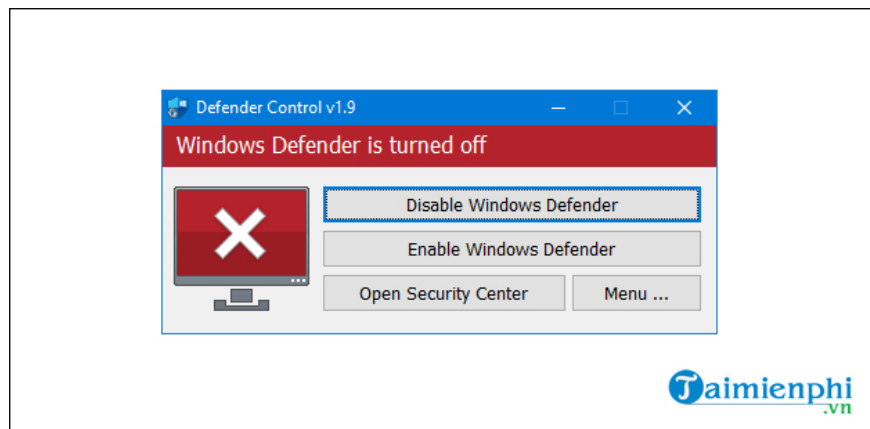 Defender Control v1.9
Windows Defender is turned off
Disable Windows Defender
Enable Windows Defender
Open Security Center Menu ...
Taimienphi
.vn